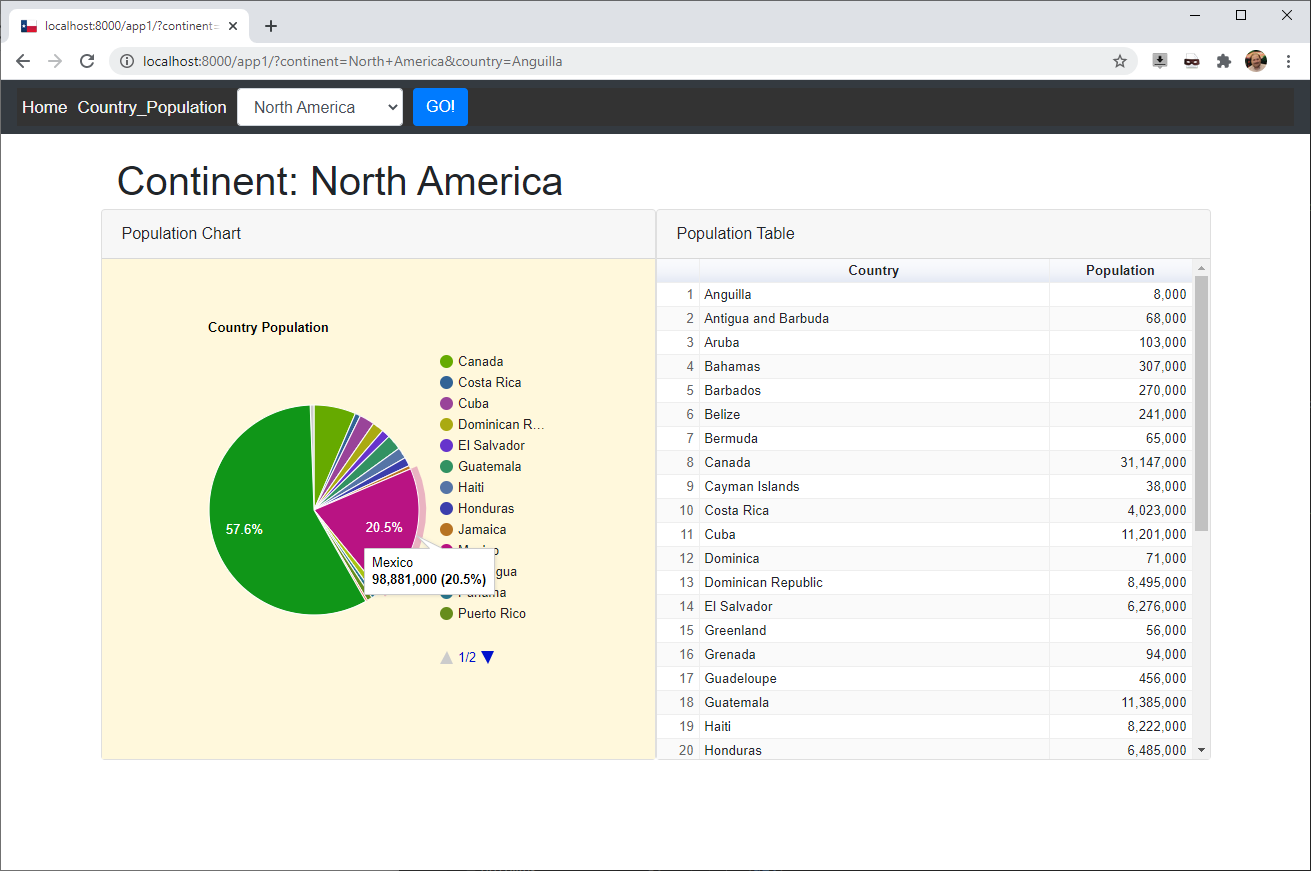 localhost:8000/app1/?continent=
localhost:8000/app1/?continent=North+America&country=Anguilla
Home Country_Population North America GO!
Continent: North America
Population Chart
Country Population
Canada
Costa Rica
Cuba
Dominican R...
El Salvador
Guatemala
Haiti
Honduras
Jamaica
Puerto Rico
1/2
57.6%
20.5%
Mexico
98,881,000 (20.5%)
Population Table
Country Population
1 Anguilla 8,000
2 Antigua and Barbuda 68,000
3 Aruba 103,000
4 Bahamas 307,000
5 Barbados 270,000
6 Belize 241,000
7 Bermuda 65,000
8 Canada 31,147,000
9 Cayman Islands 38,000
10 Costa Rica 4,023,000
11 Cuba 11,201,000
12 Dominica 71,000
13 Dominican Republic 8,495,000
14 El Salvador 6,276,000
15 Greenland 56,000
16 Grenada 94,000
17 Guadeloupe 456,000
18 Guatemala 11,385,000
19 Haiti 8,222,000
20 Honduras 6,485,000